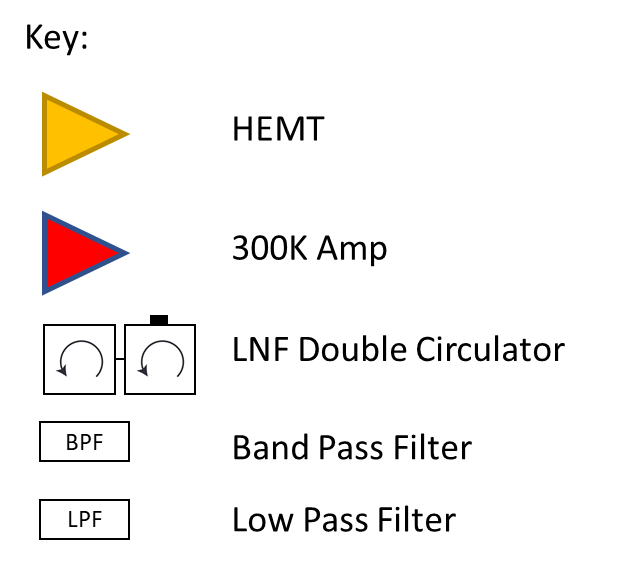 Key:
HEMT
300K Amp
LNF Double Circulator
BPF Band Pass Filter
LPF Low Pass Filter